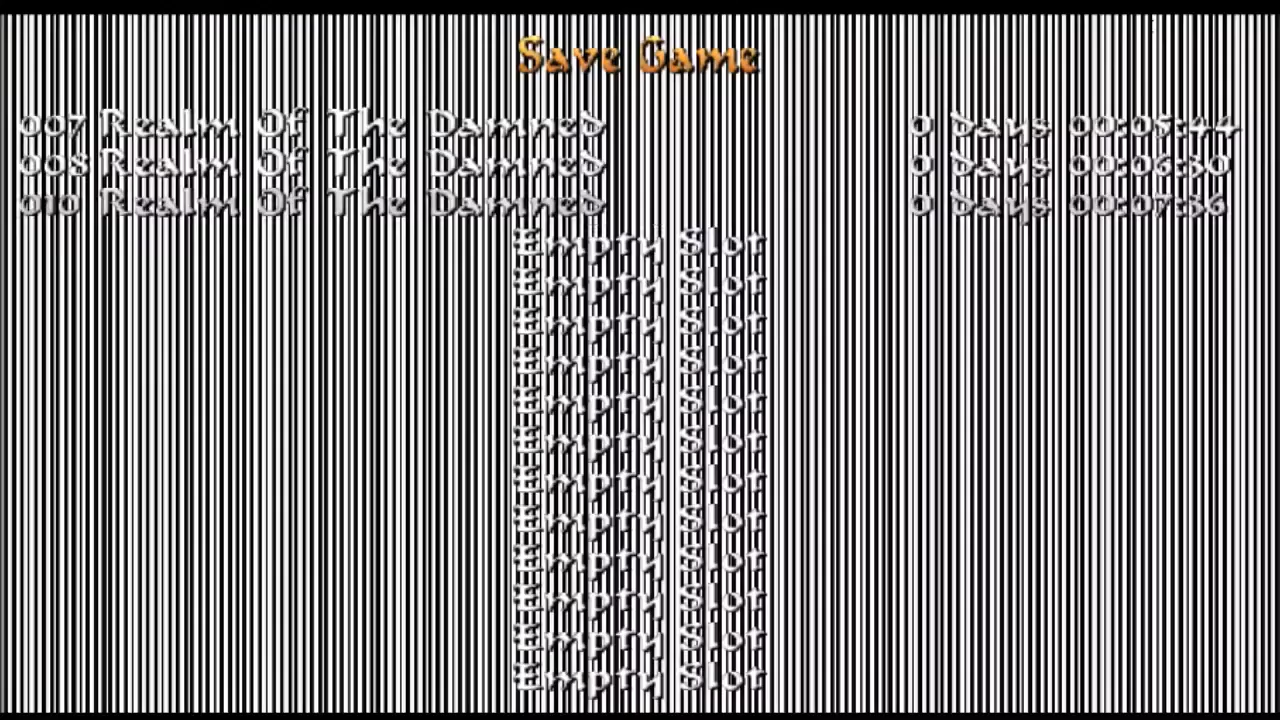 Save Game
007 Realm Of The Damned 0 days 00:05:44
008 Realm Of The Damned 0 days 00:06:30
010 Realm Of The Damned 0 days 00:07:36
Empty Slot
Empty Slot
Empty Slot
Empty Slot
Empty Slot
Empty Slot
Empty Slot
Empty Slot
Empty Slot
Empty Slot
Empty Slot
Empty Slot